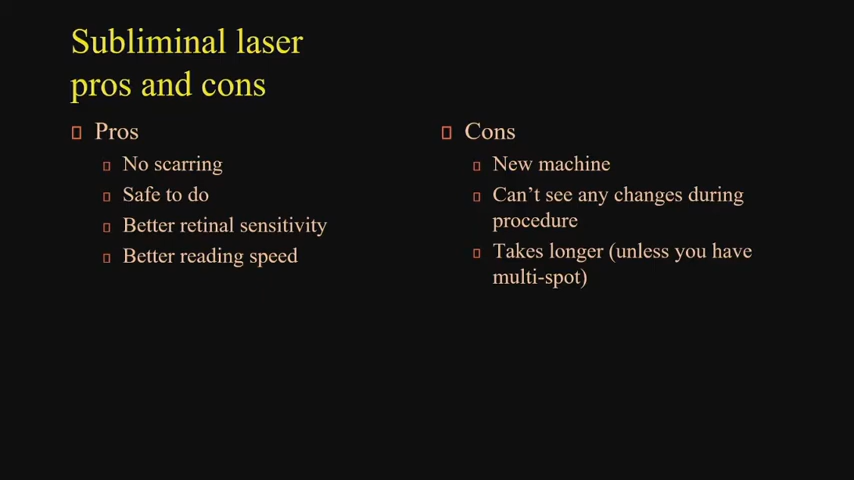 Subliminal laser
pros and cons
Pros
No scarring
Safe to do
Better retinal sensitivity
Better reading speed
Cons
New machine
Can’t see any changes during
procedure
Takes longer (unless you have
multi-spot)